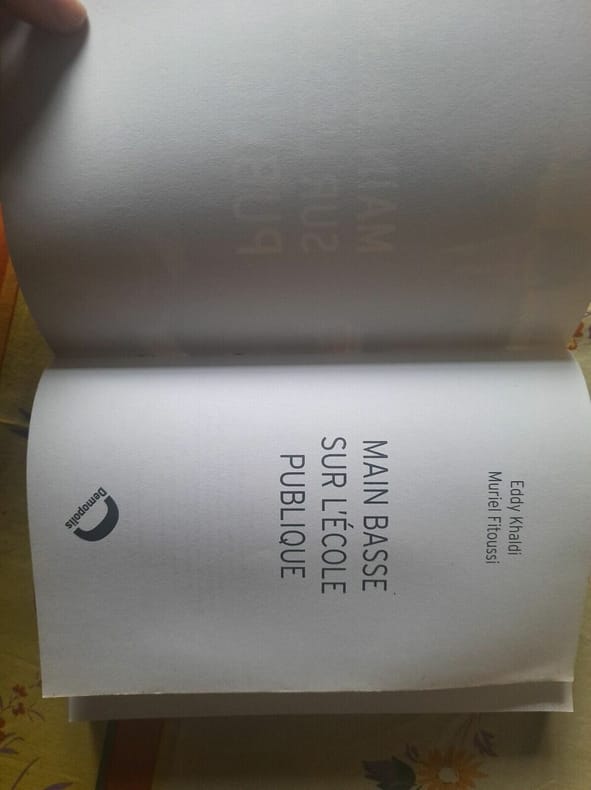 Eddy Khaldi
Muriel Fitoussi
MAIN BASSE
SUR L'ÉCOLE
PUBLIQUE
Demopolis